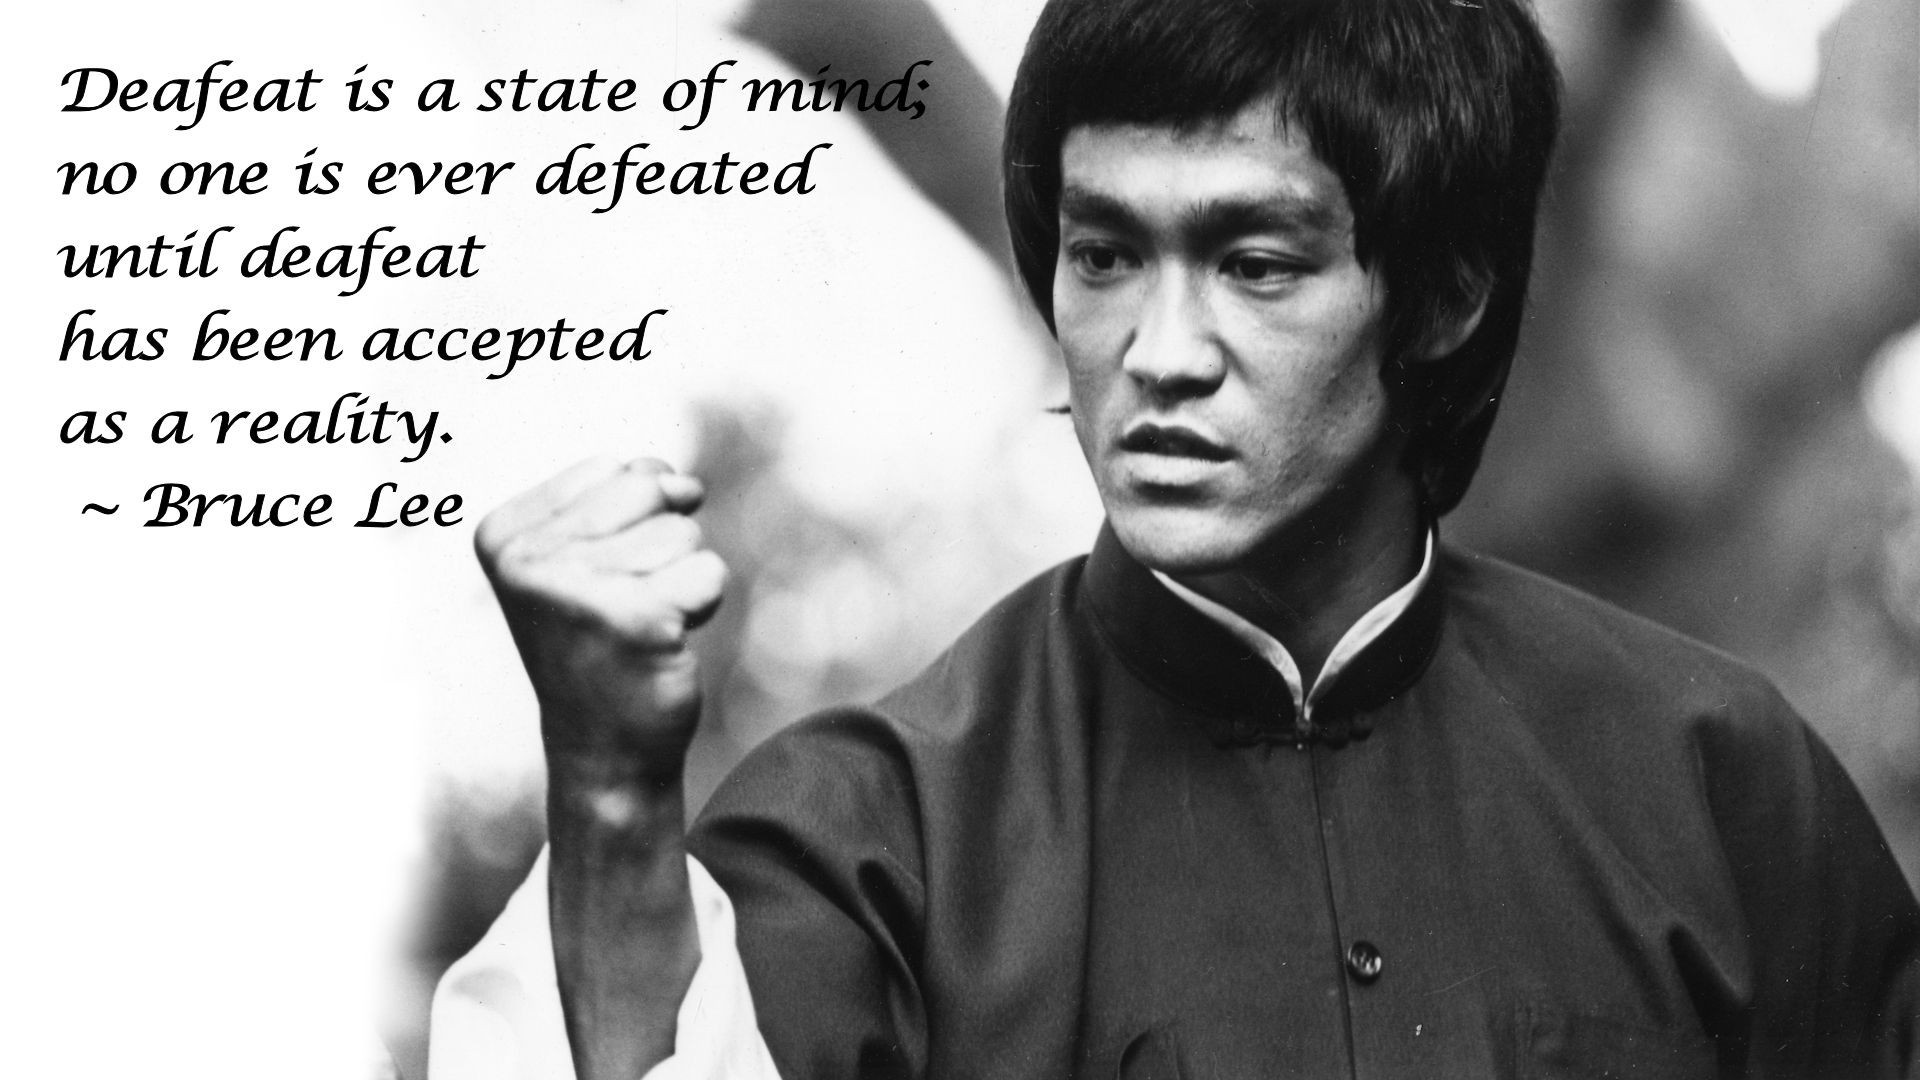 Deafeat is a state of mind;
no one is ever defeated
until deafeat
has been accepted
as a reality.
~ Bruce Lee